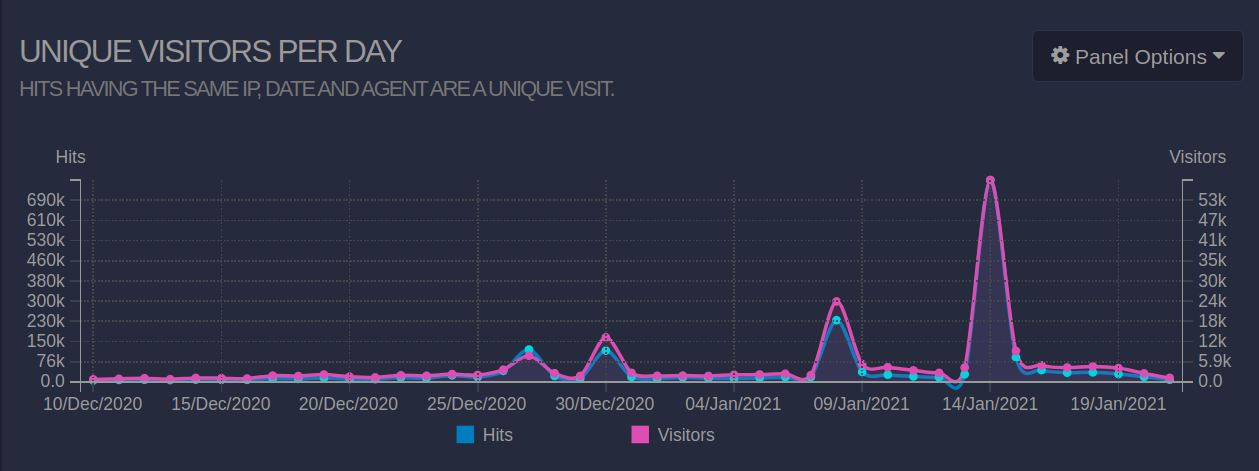 UNIQUE VISITORS PER DAY
Panel Options
HITS HAVING THE SAME IP, DATE AND AGENT ARE A UNIQUE VISIT.
Hits
Visitors
690k
610k
530k
460k
380k
300k
230k
150k
76k
0.0
53k
47k
41k
35k
30k
24k
18k
12k
5.9k
0.0
10/Dec/2020 15/Dec/2020 20/Dec/2020 25/Dec/2020 30/Dec/2020 04/Jan/2021 09/Jan/2021 14/Jan/2021 19/Jan/2021
Hits Visitors